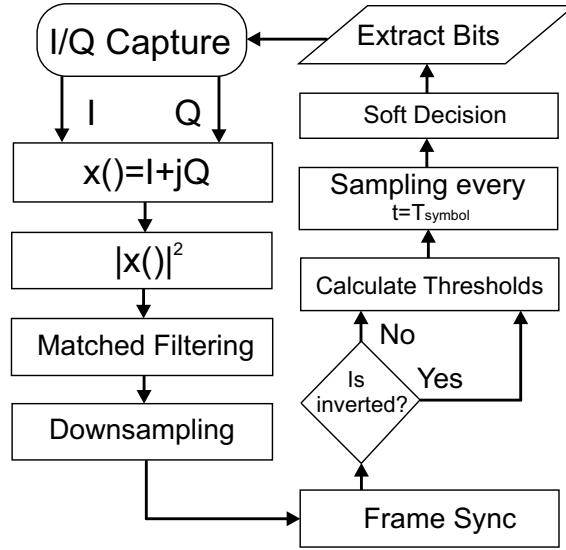 I/Q Capture
I
Q
x()=I+jQ
|x()|²
Matched Filtering
Downsampling
Frame Sync
Is
inverted?
No
Yes
Calculate Thresholds
Sampling every
t=Tsymbol
Soft Decision
Extract Bits